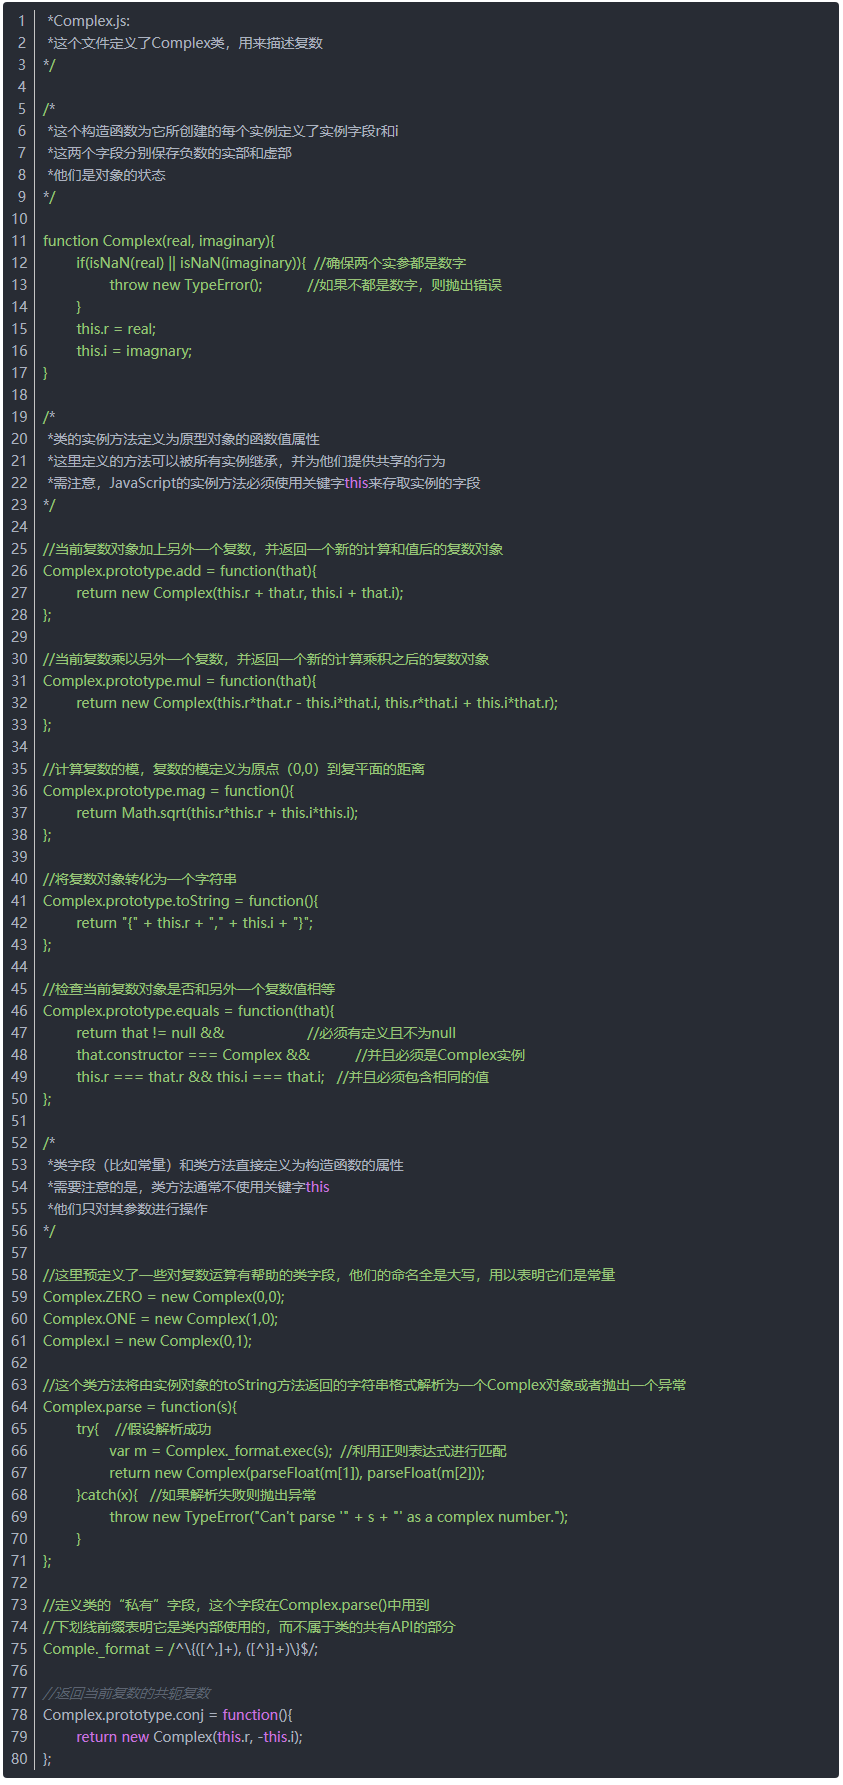 1 *Complex.js:
2 *这个文件定义了Complex类，用来描述复数
3 */
4
5 /*
6 *这个构造函数为它所创建的每个实例定义了实例字段r和i
7 *这两个字段分别保存负数的实部和虚部
8 *他们是对象的状态
9 */
10
11 function Complex(real, imaginary){
12 if(isNaN(real) || isNaN(imaginary)){ //确保两个实参都是数字
13 throw new TypeError(); //如果不都是数字，则抛出错误
14 }
15 this.r = real;
16 this.i = imagnary;
17 }
18
19 /*
20 *类的实例方法定义为原型对象的函数值属性
21 *这里定义的方法可以被所有实例继承，并为他们提供共享的行为
22 *需注意，JavaScript的实例方法必须使用关键字this来存取实例的字段
23 */
24
25 //当前复数对象加上另外一个复数，并返回一个新的计算和值后的复数对象
26 Complex.prototype.add = function(that){
27 return new Complex(this.r + that.r, this.i + that.i);
28 };
29
30 //当前复数乘以另外一个复数，并返回一个新的计算乘积之后的复数对象
31 Complex.prototype.mul = function(that){
32 return new Complex(this.r*that.r - this.i*that.i, this.r*that.i + this.i*that.r);
33 };
34
35 //计算复数的模，复数的模定义为原点（0,0）到复平面的距离
36 Complex.prototype.mag = function(){
37 return Math.sqrt(this.r*this.r + this.i*this.i);
38 };
39
40 //将复数对象转化为一个字符串
41 Complex.prototype.toString = function(){
42 return "{" + this.r + "," + this.i + "}";
43 };
44
45 //检查当前复数对象是否和另外一个复数值相等
46 Complex.prototype.equals = function(that){
47 return that != null && //必须有定义且不为null
48 that.constructor === Complex && //并且必须是Complex实例
49 this.r === that.r && this.i === that.i; //并且必须包含相同的值
50 };
51
52 /*
53 *类字段（比如常量）和类方法直接定义为构造函数的属性
54 *需要注意的是，类方法通常不使用关键字this
55 *他们只对其参数进行操作
56 */
57
58 //这里预定义了一些对复数运算有帮助的类字段，他们的命名全是大写，用以表明它们是常量
59 Complex.ZERO = new Complex(0,0);
60 Complex.ONE = new Complex(1,0);
61 Complex.I = new Complex(0,1);
62
63 //这个类方法将由实例对象的toString方法返回的字符串格式解析为一个Complex对象或者抛出一个异常
64 Complex.parse = function(s){
65 try{ //假设解析成功
66 var m = Complex._format.exec(s); //利用正则表达式进行匹配
67 return new Complex(parseFloat(m[1]), parseFloat(m[2]));
68 }catch(x){ //如果解析失败则抛出异常
69 throw new TypeError("Can't parse '" + s + "' as a complex number.");
70 }
71 };
72
73 //定义类的“私有”字段，这个字段在Complex.parse()中用到
74 //下划线前缀表明它是类内部使用的，而不属于类的共有API的部分
75 Comple._format = /^\{([^,]+), ([^}]+)\}$/;
76
77 //返回当前复数的共轭复数
78 Complex.prototype.conj = function(){
79 return new Complex(this.r, -this.i);
80 };